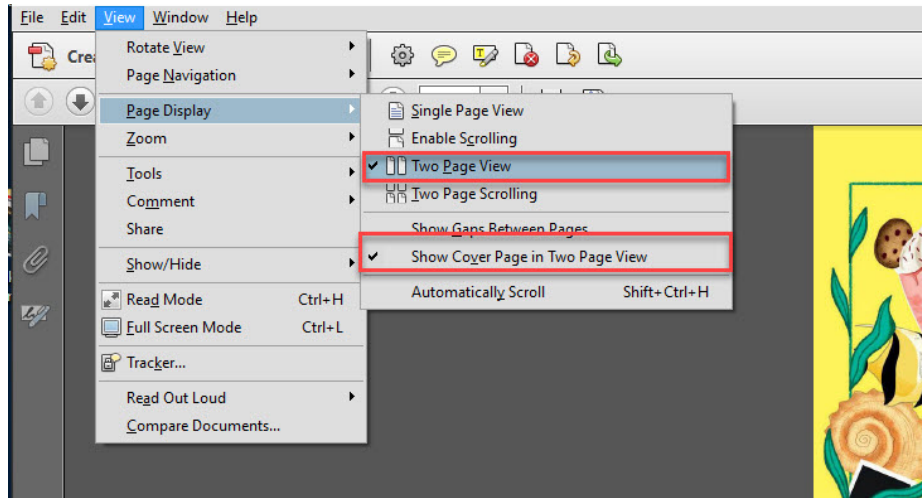 File Edit View Window Help
Rotate View
Page Navigation
Page Display
Zoom
Tools
Comment
Share
Show/Hide
Read Mode Ctrl+H
Full Screen Mode Ctrl+L
Tracker...
Read Out Loud
Compare Documents...
Single Page View
Enable Scrolling
Two Page View
Two Page Scrolling
Show Gaps Between Pages
Show Cover Page in Two Page View
Automatically Scroll Shift+Ctrl+H